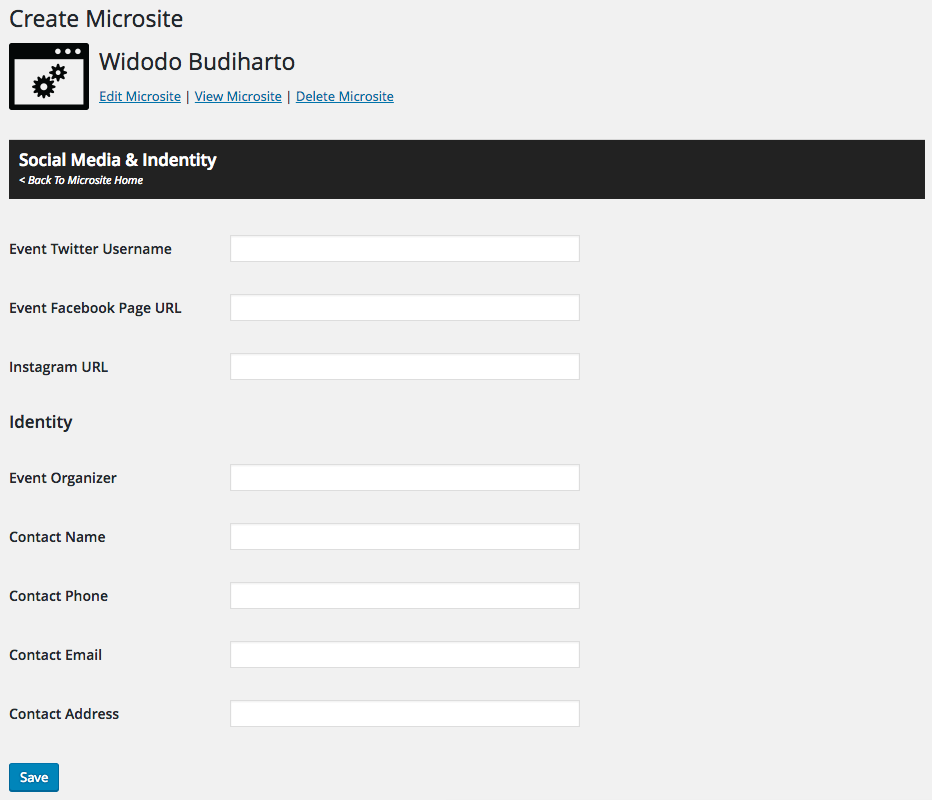 Create Microsite
Widodo Budiharto
Edit Microsite | View Microsite | Delete Microsite
Social Media & Indentity
< Back To Microsite Home
Event Twitter Username
Event Facebook Page URL
Instagram URL
Identity
Event Organizer
Contact Name
Contact Phone
Contact Email
Contact Address
Save